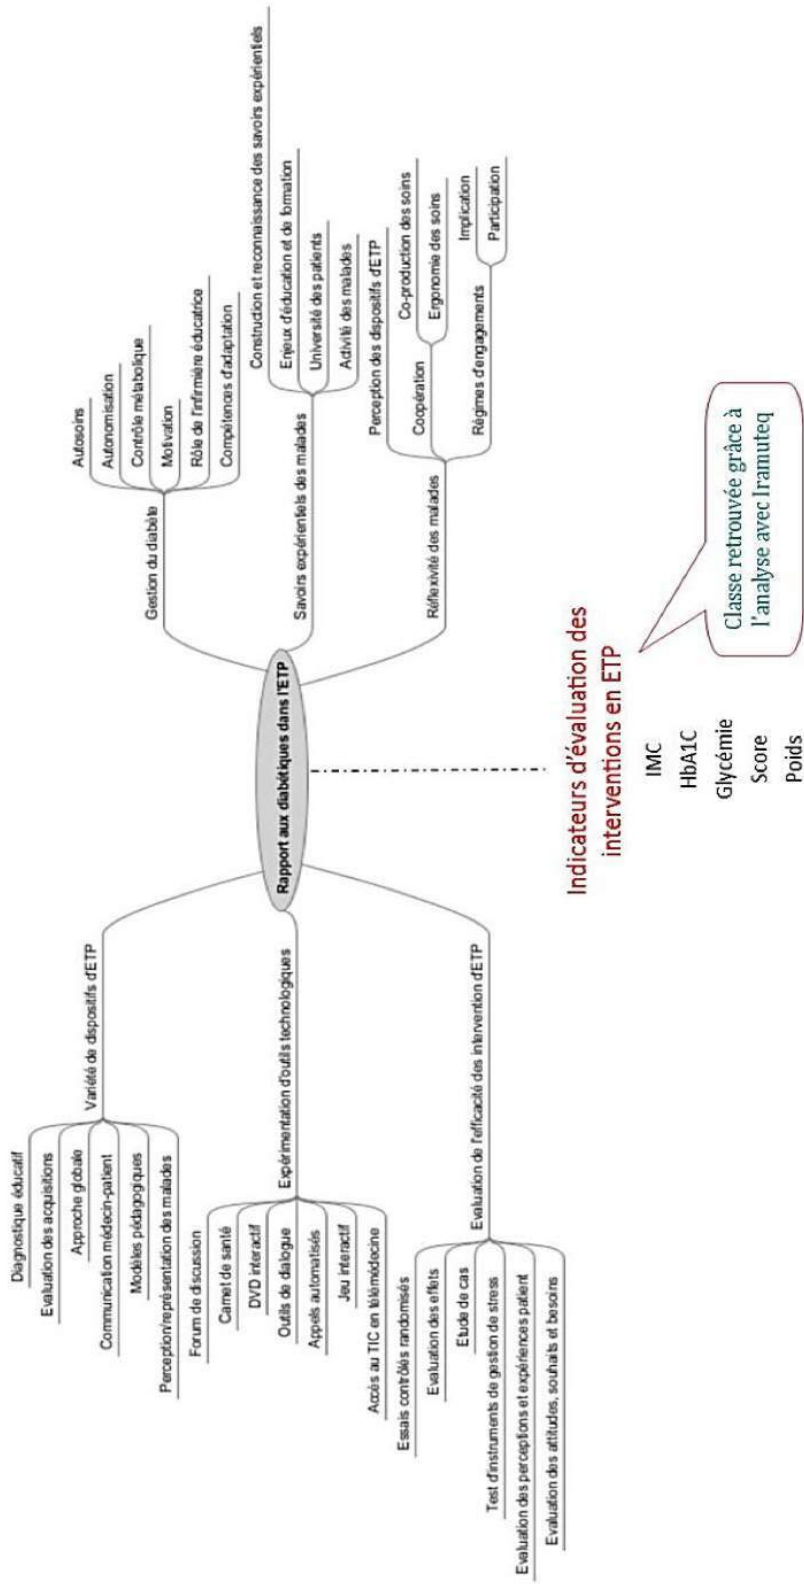 Rapport aux diabétiques dans l'ETP
Variété de dispositifs d'ETP
Diagnostique éducatif
Evaluation des acquisitions
Approche globale
Communication médecin-patient
Modèles pédagogiques
Perception/représentation des malades
Expérimentation d'outils technologiques
Forum de discussion
Carnet de santé
DVD interactif
Outils de dialogue
Appels automatisés
Jeu interactif
Accès au TIC en télémédecine
Evaluation de l'efficacité des intervention d'ETP
Essais contrôlés randomisés
Evaluation des effets
Etude de cas
Test d'instruments de gestion de stress
Evaluation des perceptions et expériences patient
Evaluation des attitudes, souhaits et besoins
Gestion du diabète
Autosoins
Autonomisation
Contrôle métabolique
Motivation
Rôle de l'infirmière éducatrice
Compétences d'adaptation
Savoirs expérientiels des malades
Construction et reconnaissance des savoirs expérientiels
Enjeux d'éducation et de formation
Université des patients
Activité des malades
Réflexivité des malades
Perception des dispositifs d'ETP
Coopération
Co-production des soins
Ergonomie des soins
Régimes d'engagements
Implication
Participation
Indicateurs d'évaluation des
interventions en ETP
IMC
HbA1C
Glycémie
Score
Poids
Classe retrouvée grâce à
l'analyse avec Iramuteq